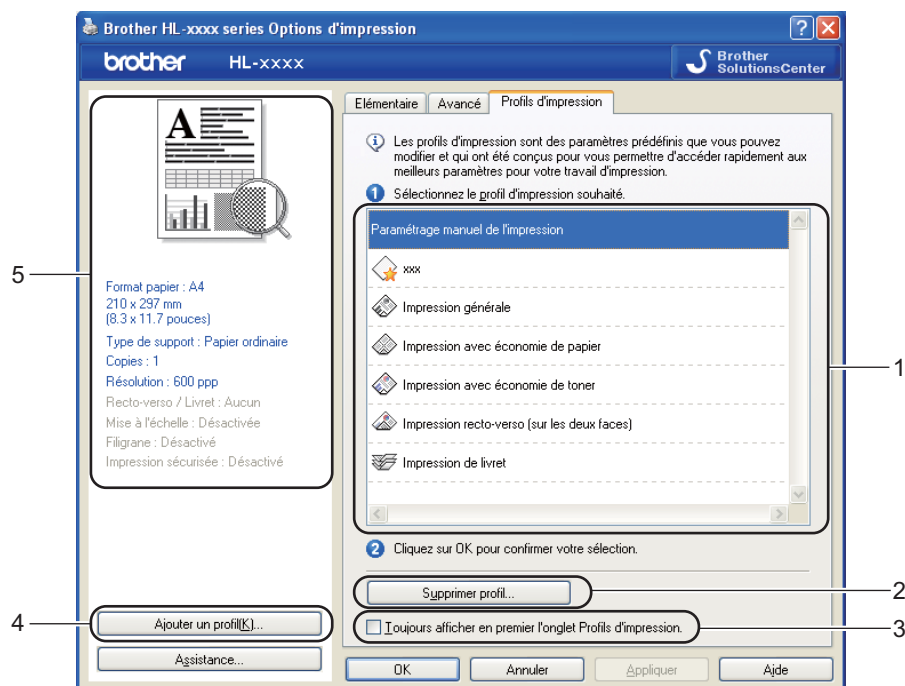 Brother HL-xxxx series Options d'impression
brother HL-xxxx
Brother
SolutionsCenter
A
Format papier : A4
210 x 297 mm
(8.3 x 11.7 pouces)
Type de support : Papier ordinaire
Copies : 1
Résolution : 600 ppp
Recto-verso / Livret : Aucun
Mise à l'échelle : Désactivée
Filigrane : Désactivé
Impression sécurisée : Désactivé
5
Ajouter un profil(K)...
4
Assistance...
Elémentaire Avancé Profils d'impression
Les profils d'impression sont des paramètres prédéfinis que vous pouvez
modifier et qui ont été conçus pour vous permettre d'accéder rapidement aux
meilleurs paramètres pour votre travail d'impression.
1 Sélectionnez le profil d'impression souhaité.
Paramétrage manuel de l'impression
xxx
Impression générale
Impression avec économie de papier
Impression avec économie de toner
Impression recto-verso (sur les deux faces)
Impression de livret
1
2 Cliquez sur OK pour confirmer votre sélection.
Supprimer profil...
2
Toujours afficher en premier l'onglet Profils d'impression.
3
OK Annuler Appliquer Aide